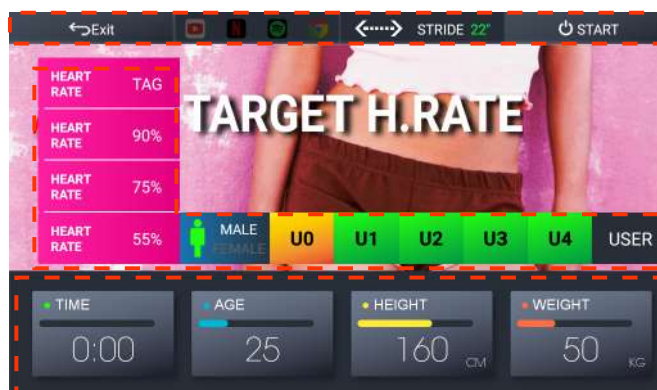 Exit
STRIDE 22"
START
HEART RATE TAG
HEART RATE 90%
HEART RATE 75%
HEART RATE 55%
TARGET H.RATE
MALE
FEMALE
U0 U1 U2 U3 U4 USER
TIME
0:00
AGE
25
HEIGHT
160 CM
WEIGHT
50 KG